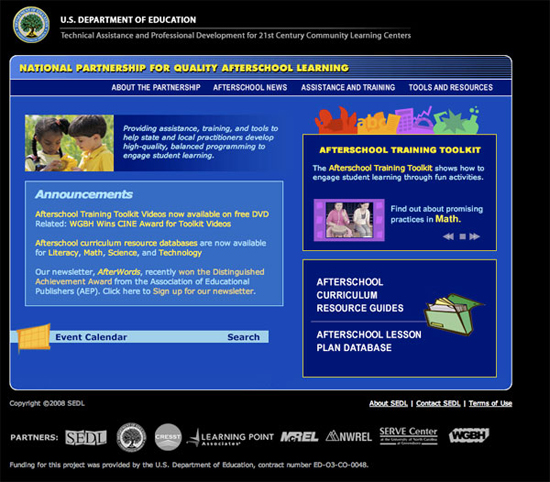 U.S. DEPARTMENT OF EDUCATION
Technical Assistance and Professional Development for 21st Century Community Learning Centers
NATIONAL PARTNERSHIP FOR QUALITY AFTERSCHOOL LEARNING
ABOUT THE PARTNERSHIP AFTERSCHOOL NEWS ASSISTANCE AND TRAINING TOOLS AND RESOURCES
Providing assistance, training, and tools to
help state and local practitioners develop
high-quality, balanced programming to
engage student learning.
Announcements
Afterschool Training Toolkit Videos now available on free DVD
Related: WGBH Wins CINE Award for Toolkit Videos
Afterschool curriculum resource databases are now available
for Literacy, Math, Science, and Technology
Our newsletter, AfterWords, recently won the Distinguished
Achievement Award from the Association of Educational
Publishers (AEP). Click here to Sign up for our newsletter.
Event Calendar Search
abc
AFTERSCHOOL TRAINING TOOLKIT
The Afterschool Training Toolkit shows how to
engage student learning through fun activities.
Find out about promising
practices in Math.
AFTERSCHOOL
CURRICULUM
RESOURCE GUIDES
AFTERSCHOOL LESSON
PLAN DATABASE
Copyright ©2008 SEDL
About SEDL | Contact SEDL | Terms of Use
PARTNERS: SEDL CRESST LEARNING POINT Associates McREL NWREL SERVE Center WGBH
Funding for this project was provided by the U.S. Department of Education, contract number ED-03-CO-0048.